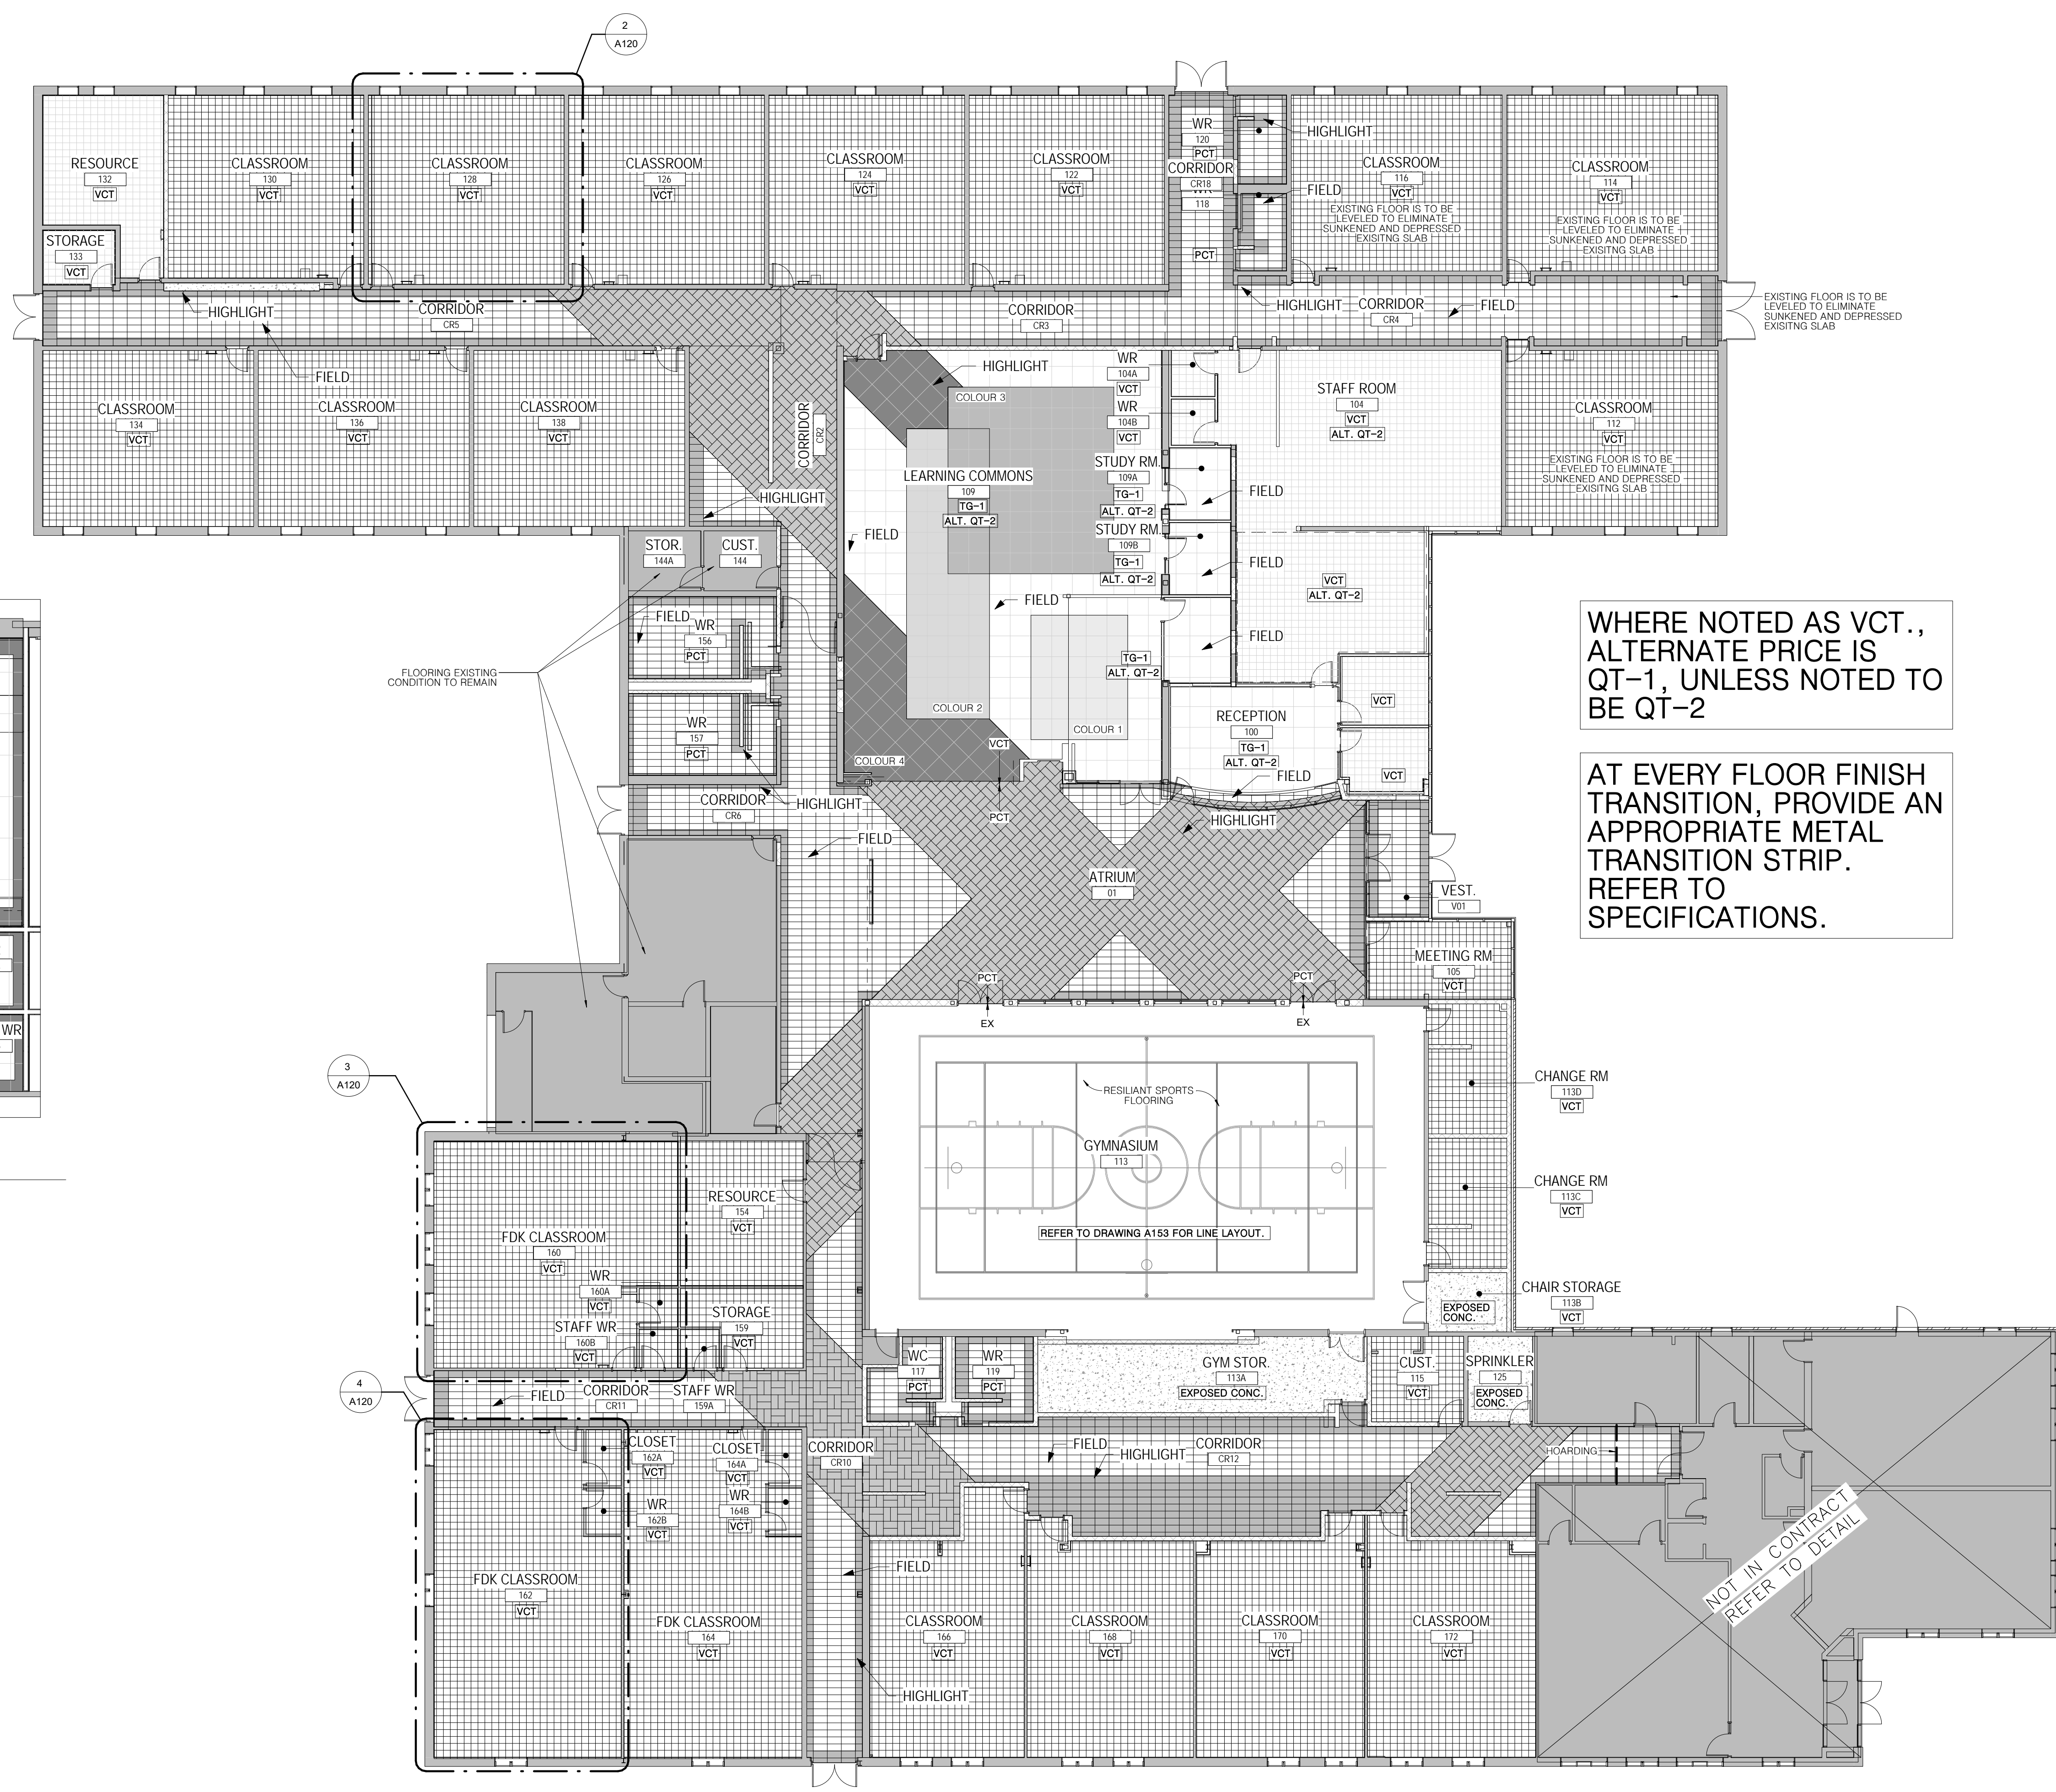 2
A120
RESOURCE
132
VCT
STORAGE
133
VCT
CLASSROOM
130
VCT
CLASSROOM
128
VCT
CLASSROOM
126
VCT
CLASSROOM
124
VCT
CLASSROOM
122
VCT
WR
120
PCT
CORRIDOR
CR18
118
PCT
HIGHLIGHT
FIELD
CLASSROOM
116
VCT
EXISTING FLOOR IS TO BE
LEVELED TO ELIMINATE
SUNKENED AND DEPRESSED
EXISITNG SLAB
CLASSROOM
114
VCT
EXISTING FLOOR IS TO BE
LEVELED TO ELIMINATE
SUNKENED AND DEPRESSED
EXISITNG SLAB
HIGHLIGHT
FIELD
CORRIDOR
CR5
CORRIDOR
CR3
HIGHLIGHT
CORRIDOR
CR4
FIELD
EXISTING FLOOR IS TO BE
LEVELED TO ELIMINATE
SUNKENED AND DEPRESSED
EXISITNG SLAB
CLASSROOM
134
VCT
CLASSROOM
136
VCT
CLASSROOM
138
VCT
CORRIDOR
CR2
HIGHLIGHT
HIGHLIGHT
COLOUR 3
LEARNING COMMONS
109
TG-1
ALT. QT-2
FIELD
FIELD
COLOUR 2
COLOUR 1
COLOUR 4
WR
104A
VCT
WR
104B
VCT
STUDY RM.
109A
TG-1
ALT. QT-2
STUDY RM.
109B
TG-1
ALT. QT-2
FIELD
FIELD
FIELD
TG-1
ALT. QT-2
STAFF ROOM
104
VCT
ALT. QT-2
VCT
ALT. QT-2
CLASSROOM
112
VCT
EXISTING FLOOR IS TO BE
LEVELED TO ELIMINATE
SUNKENED AND DEPRESSED
EXISITNG SLAB
STOR.
144A
CUST.
144
FIELD
WR
156
PCT
WR
157
PCT
FLOORING EXISTING
CONDITION TO REMAIN
WHERE NOTED AS VCT.,
ALTERNATE PRICE IS
QT-1, UNLESS NOTED TO
BE QT-2
RECEPTION
100
TG-1
ALT. QT-2
FIELD
VCT
VCT
VCT
PCT
AT EVERY FLOOR FINISH
TRANSITION, PROVIDE AN
APPROPRIATE METAL
TRANSITION STRIP.
REFER TO
SPECIFICATIONS.
CORRIDOR
CR6
HIGHLIGHT
FIELD
HIGHLIGHT
ATRIUM
01
VEST.
V01
MEETING RM
105
VCT
PCT
EX
PCT
EX
WR
3
A120
RESILIANT SPORTS
FLOORING
GYMNASIUM
113
REFER TO DRAWING A153 FOR LINE LAYOUT.
CHANGE RM
113D
VCT
CHANGE RM
113C
VCT
CHAIR STORAGE
113B
VCT
EXPOSED
CONC.
RESOURCE
154
VCT
FDK CLASSROOM
160
VCT
WR
160A
VCT
STAFF WR
160B
VCT
STORAGE
159
VCT
4
A120
FIELD
CORRIDOR
CR11
STAFF WR
159A
WC
117
PCT
WR
119
PCT
GYM STOR.
113A
EXPOSED CONC.
CUST.
115
VCT
SPRINKLER
125
EXPOSED
CONC.
CLOSET
162A
VCT
WR
162B
VCT
CLOSET
164A
VCT
WR
164B
VCT
CORRIDOR
CR10
FIELD
HIGHLIGHT
CORRIDOR
CR12
HOARDING
NOT IN CONTRACT
REFER TO DETAIL
FDK CLASSROOM
162
VCT
FDK CLASSROOM
164
VCT
FIELD
HIGHLIGHT
CLASSROOM
166
VCT
CLASSROOM
168
VCT
CLASSROOM
170
VCT
CLASSROOM
172
VCT